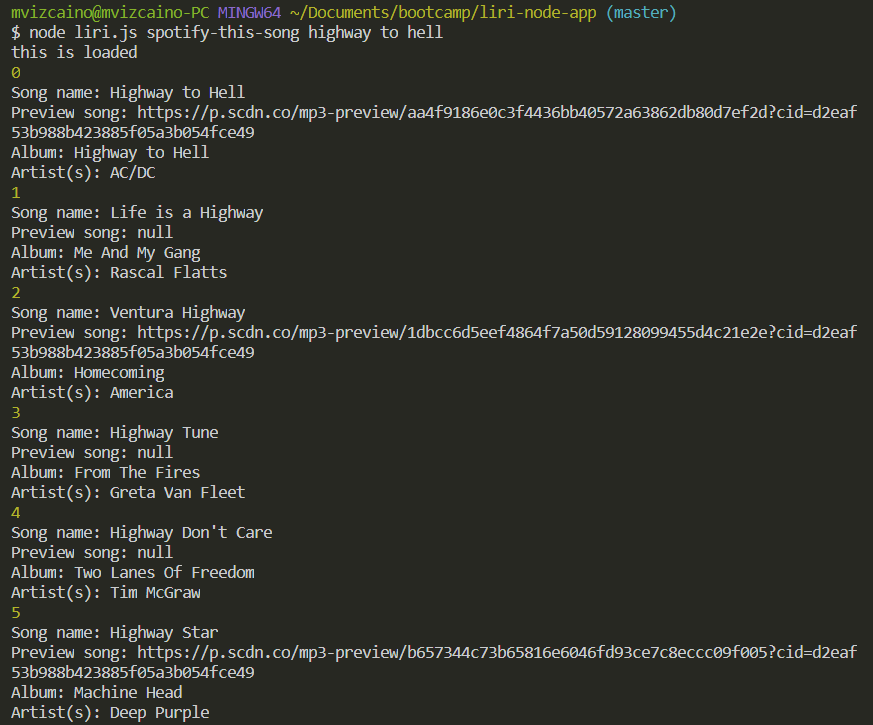 mvizcaino@mvizcaino-PC MINGW64 ~/Documents/bootcamp/liri-node-app (master)
$ node liri.js spotify-this-song highway to hell
this is loaded
0
Song name: Highway to Hell
Preview song: https://p.scdn.co/mp3-preview/aa4f9186e0c3f4436bb40572a63862db80d7ef2d?cid=d2eaf
53b988b423885f05a3b054fce49
Album: Highway to Hell
Artist(s): AC/DC
1
Song name: Life is a Highway
Preview song: null
Album: Me And My Gang
Artist(s): Rascal Flatts
2
Song name: Ventura Highway
Preview song: https://p.scdn.co/mp3-preview/1dbcc6d5eef4864f7a50d59128099455d4c21e2e?cid=d2eaf
53b988b423885f05a3b054fce49
Album: Homecoming
Artist(s): America
3
Song name: Highway Tune
Preview song: null
Album: From The Fires
Artist(s): Greta Van Fleet
4
Song name: Highway Don't Care
Preview song: null
Album: Two Lanes Of Freedom
Artist(s): Tim McGraw
5
Song name: Highway Star
Preview song: https://p.scdn.co/mp3-preview/b657344c73b65816e6046fd93ce7c8eccc09f005?cid=d2eaf
53b988b423885f05a3b054fce49
Album: Machine Head
Artist(s): Deep Purple